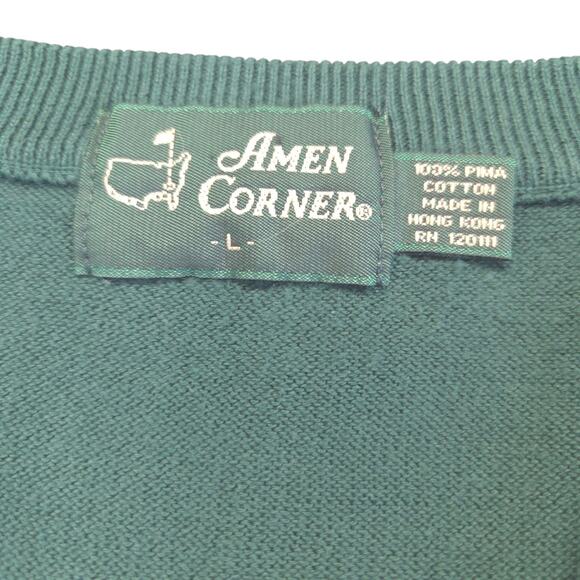 AMEN
CORNER®
- L -
100% PIMA
COTTON
MADE IN
HONG KONG
RN 120111